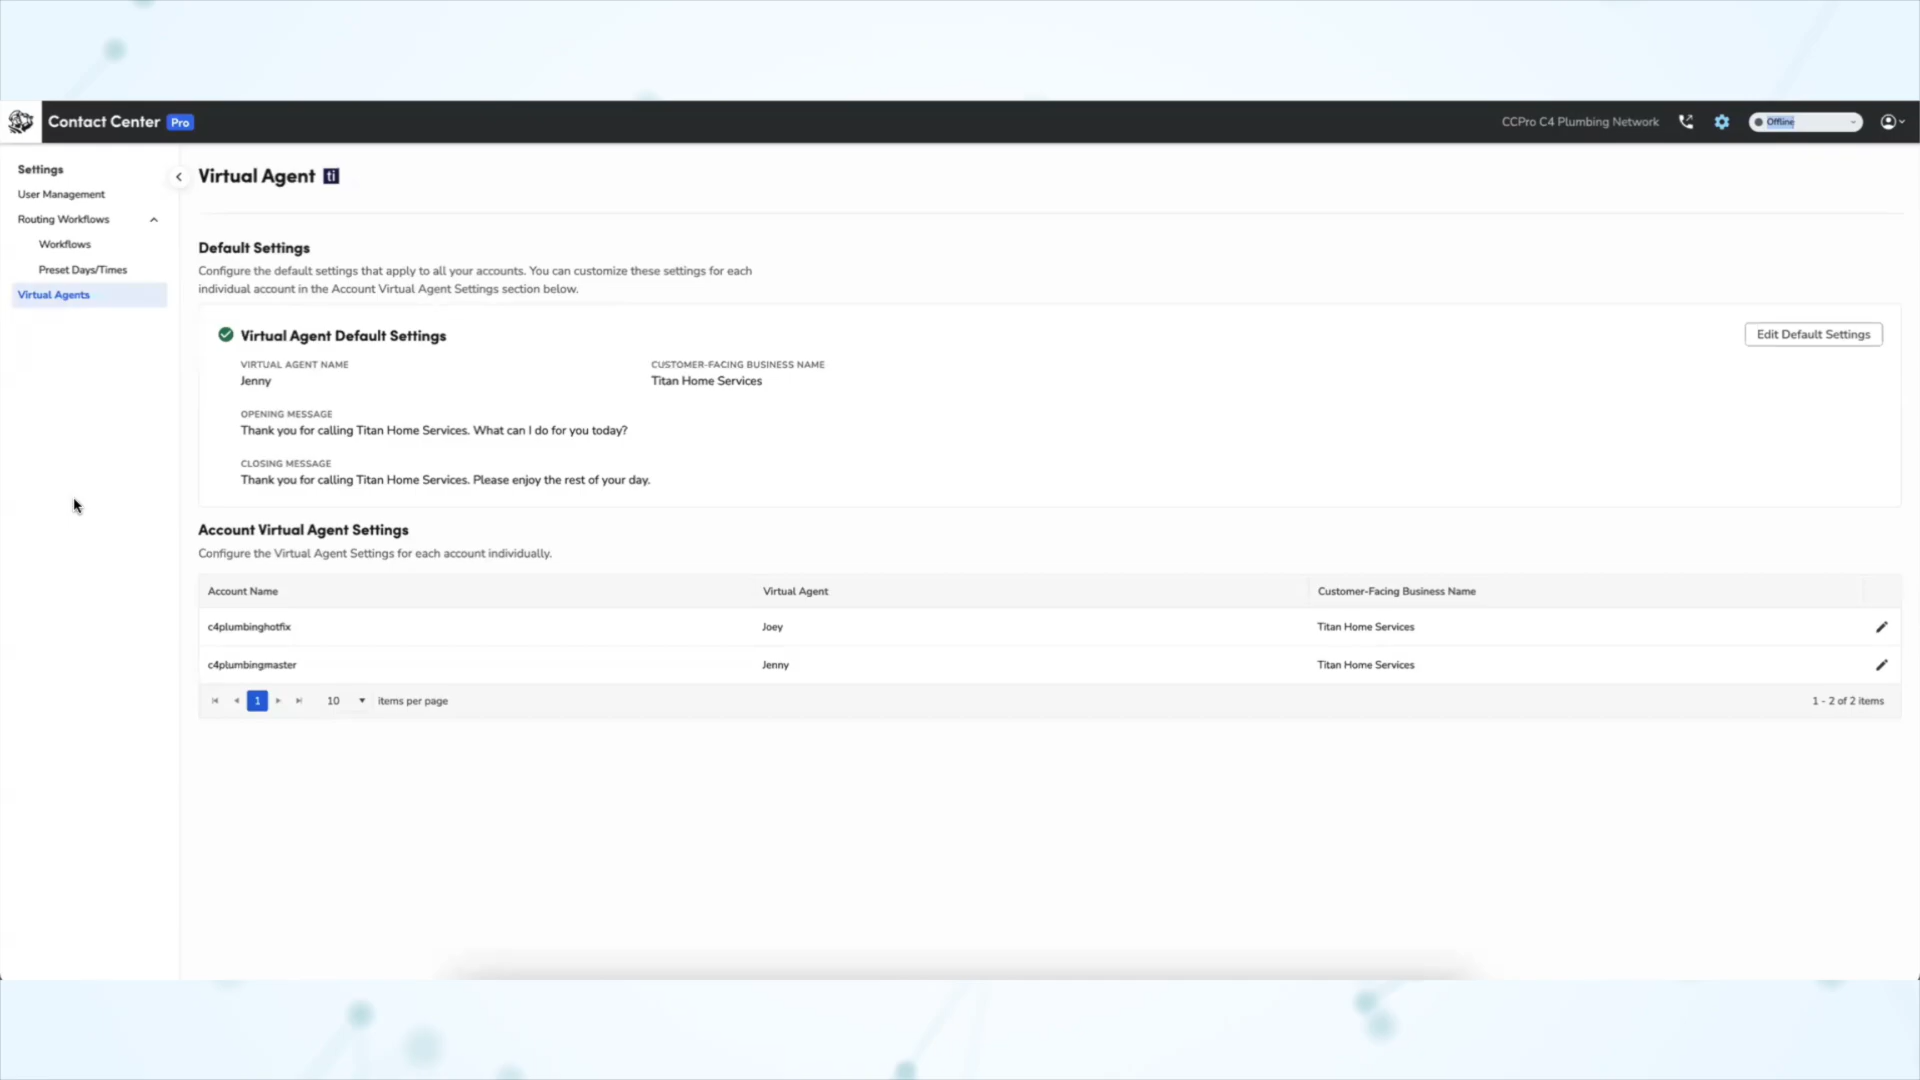 Contact Center Pro
CCPro C4 Plumbing Network
Offline
Settings
User Management
Routing Workflows
Workflows
Preset Days/Times
Virtual Agents
Virtual Agent ti
Default Settings
Configure the default settings that apply to all your accounts. You can customize these settings for each
individual account in the Account Virtual Agent Settings section below.
Virtual Agent Default Settings
Edit Default Settings
VIRTUAL AGENT NAME
Jenny
CUSTOMER-FACING BUSINESS NAME
Titan Home Services
OPENING MESSAGE
Thank you for calling Titan Home Services. What can I do for you today?
CLOSING MESSAGE
Thank you for calling Titan Home Services. Please enjoy the rest of your day.
Account Virtual Agent Settings
Configure the Virtual Agent Settings for each account individually.
Account Name Virtual Agent Customer-Facing Business Name
c4plumbinghotfix Joey Titan Home Services
c4plumbingmaster Jenny Titan Home Services
1 10 items per page 1 - 2 of 2 items